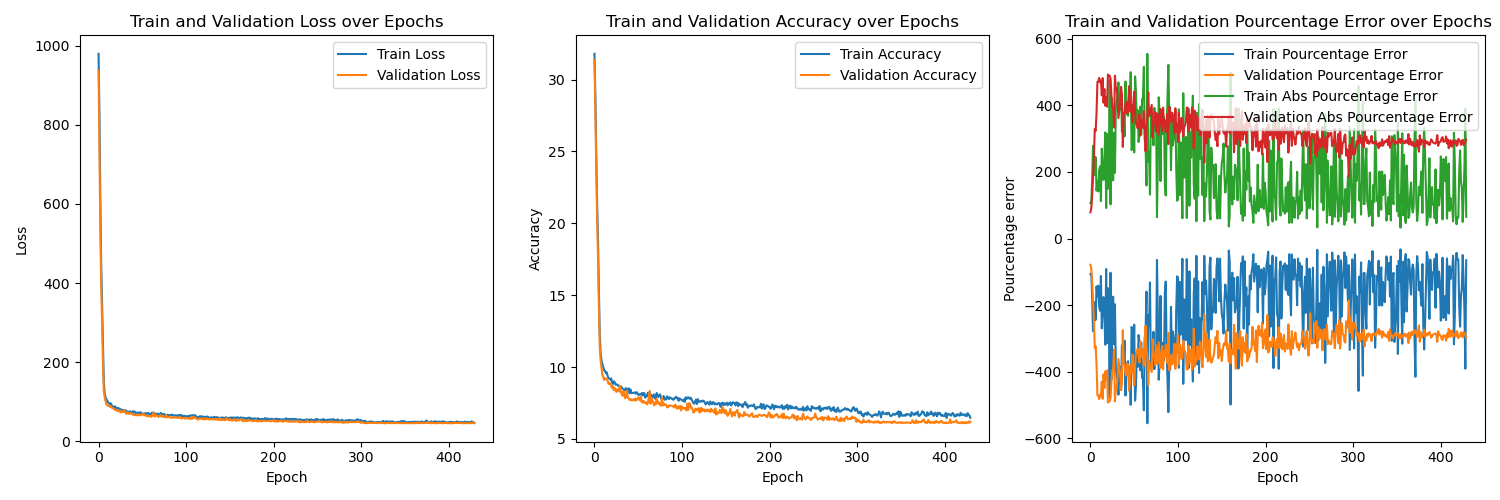 Train and Validation Loss over Epochs
1000
800
600
400
200
0
Loss
0
100
200
300
400
Epoch
Train Loss
Validation Loss
Train and Validation Accuracy over Epochs
30
25
20
15
10
5
Accuracy
0
100
200
300
400
Epoch
Train Accuracy
Validation Accuracy
Train and Validation Pourcentage Error over Epochs
600
400
200
0
−200
−400
−600
Pourcentage error
0
100
200
300
400
Epoch
Train Pourcentage Error
Validation Pourcentage Error
Train Abs Pourcentage Error
Validation Abs Pourcentage Error